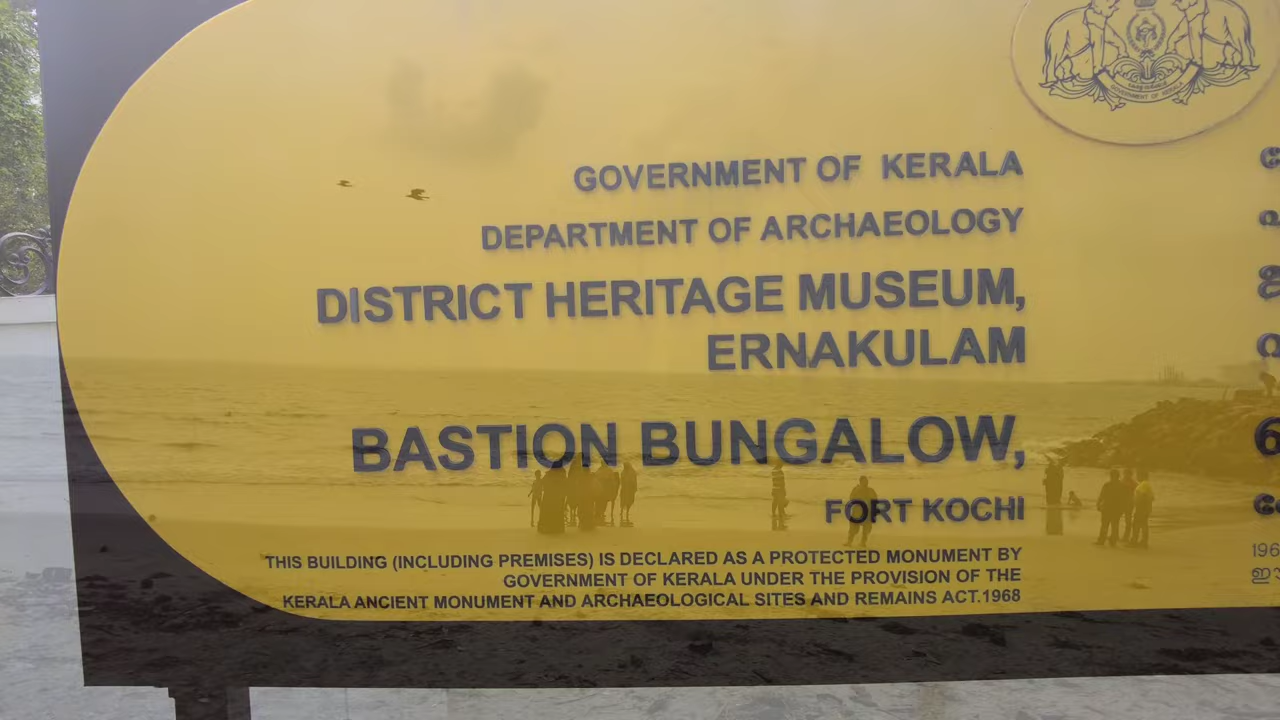 GOVERNMENT OF KERALA
DEPARTMENT OF ARCHAEOLOGY
DISTRICT HERITAGE MUSEUM,
ERNAKULAM
BASTION BUNGALOW,
FORT KOCHI
THIS BUILDING (INCLUDING PREMISES) IS DECLARED AS A PROTECTED MONUMENT BY
GOVERNMENT OF KERALA UNDER THE PROVISION OF THE
KERALA ANCIENT MONUMENT AND ARCHAEOLOGICAL SITES AND REMAINS ACT.1968